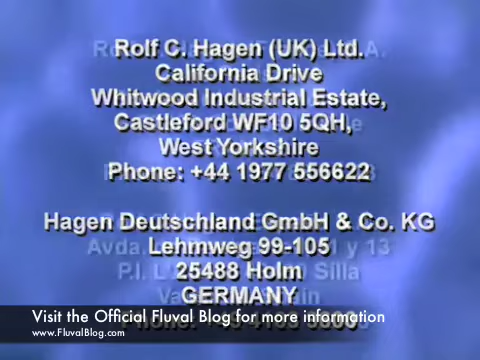 Rolf C. Hagen (UK) Ltd.
California Drive
Whitwood Industrial Estate,
Castleford WF10 5QH,
West Yorkshire
Phone: +44 1977 556622
Hagen Deutschland GmbH & Co. KG
Lehmweg 99-105
25488 Holm
GERMANY
Visit the Official Fluval Blog for more information
www.FluvalBlog.com